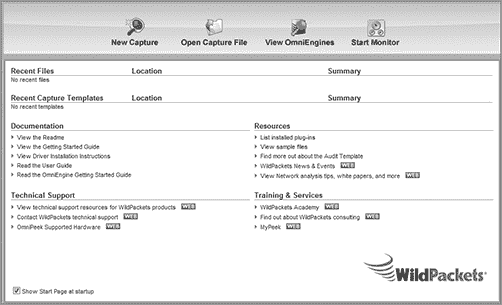 New Capture Open Capture File View OmniEngines Start Monitor
Recent Files Location Summary
No recent files.
Recent Capture Templates Location Summary
No recent templates
Documentation
View the Readme
View the Getting Started Guide
View Driver Installation Instructions
Read the User Guide
Read the OmniEngine Getting Started Guide
Resources
List installed plug-ins
View sample files
Find more out about the Audit Template
WildPackets News & Events WEB
View Network analysis tips, white papers, and more WEB
Technical Support
View technical support resources for WildPackets products WEB
Contact WildPackets technical support WEB
OmniPeek Supported Hardware WEB
Training & Services
WildPackets Academy WEB
Find out about WildPackets consulting WEB
MyPeek WEB
WildPackets
Show Start Page at startup